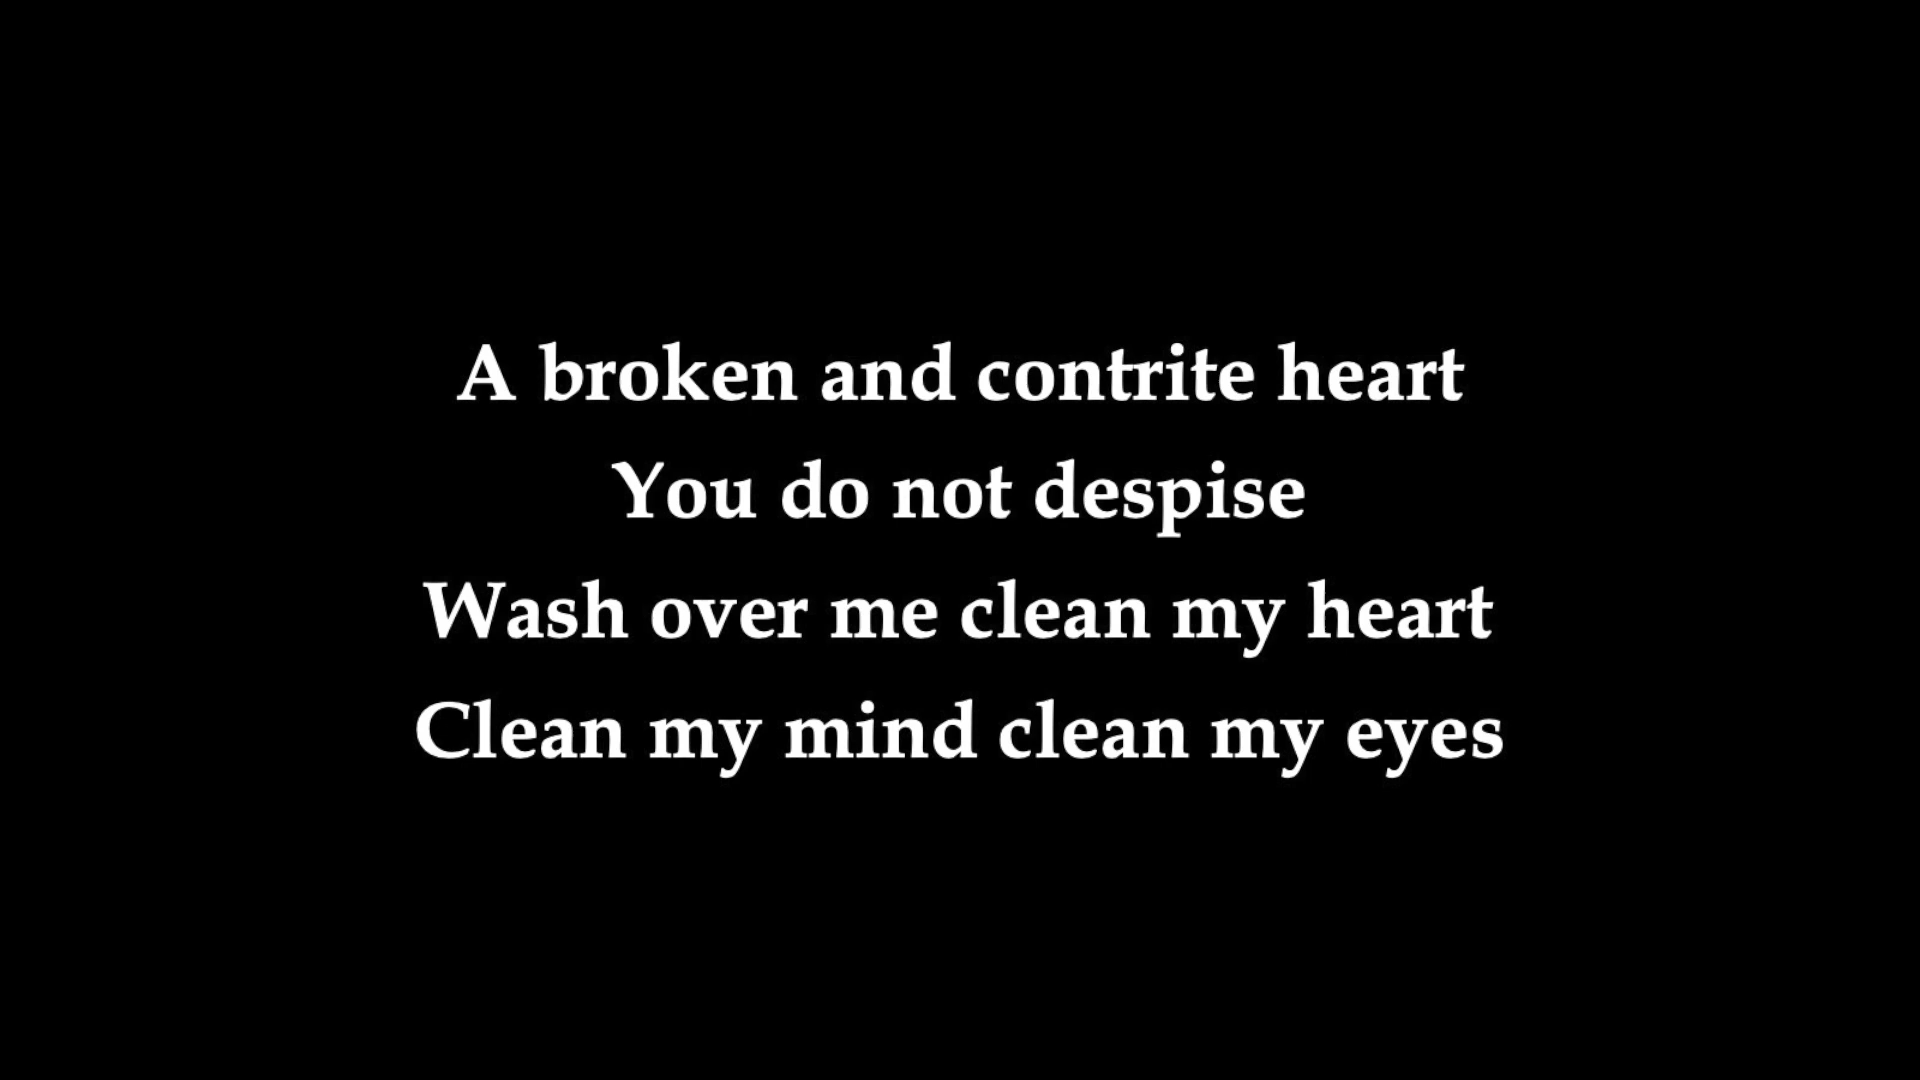 A broken and contrite heart
You do not despise
Wash over me clean my heart
Clean my mind clean my eyes